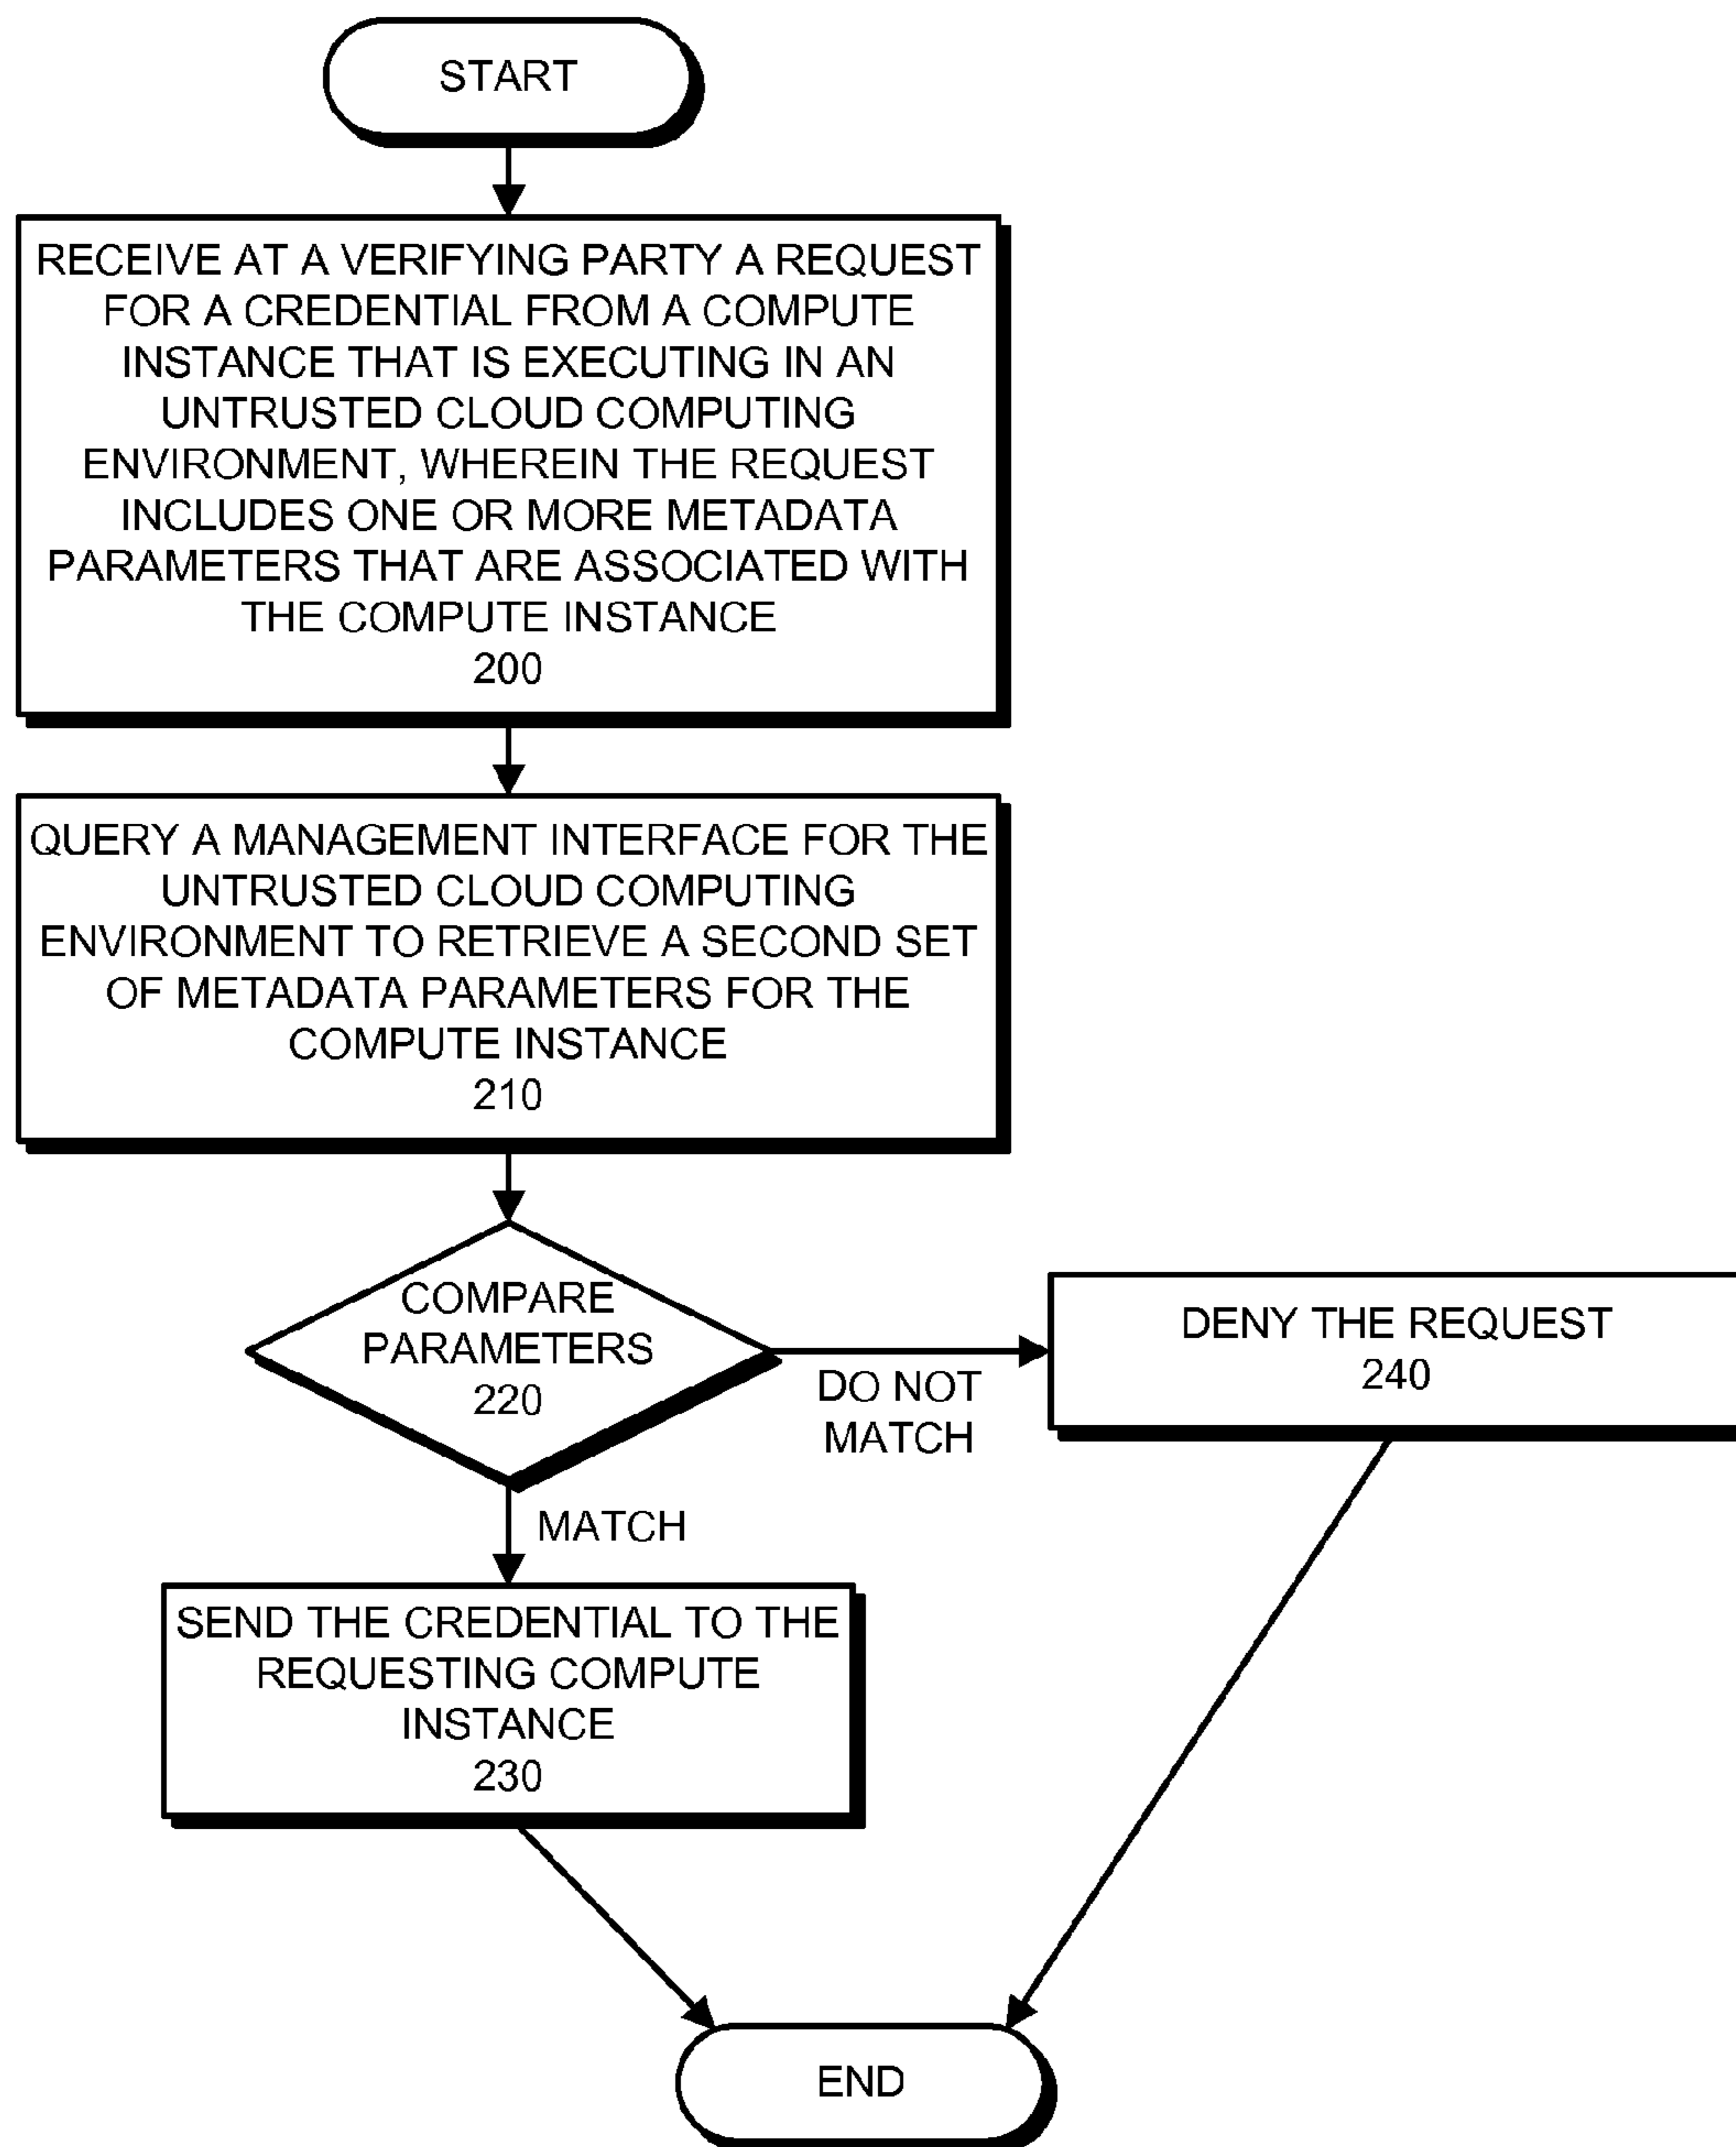 START
RECEIVE AT A VERIFYING PARTY A REQUEST
FOR A CREDENTIAL FROM A COMPUTE
INSTANCE THAT IS EXECUTING IN AN
UNTRUSTED CLOUD COMPUTING
ENVIRONMENT, WHEREIN THE REQUEST
INCLUDES ONE OR MORE METADATA
PARAMETERS THAT ARE ASSOCIATED WITH
THE COMPUTE INSTANCE
200
QUERY A MANAGEMENT INTERFACE FOR THE
UNTRUSTED CLOUD COMPUTING
ENVIRONMENT TO RETRIEVE A SECOND SET
OF METADATA PARAMETERS FOR THE
COMPUTE INSTANCE
210
COMPARE
PARAMETERS
220
DO NOT
MATCH
DENY THE REQUEST
240
MATCH
SEND THE CREDENTIAL TO THE
REQUESTING COMPUTE
INSTANCE
230
END